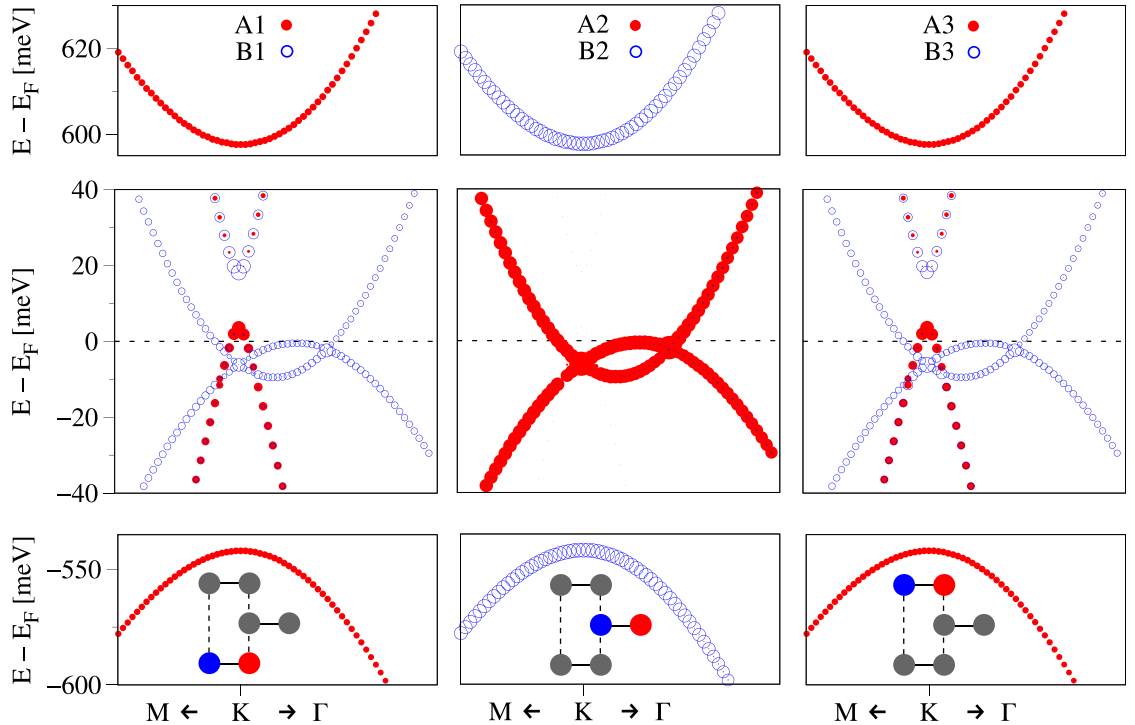 E − E_F [meV]
620
600
A1
B1
A2
B2
A3
B3
E − E_F [meV]
40
20
0
−20
−40
E − E_F [meV]
−550
−600
M ← K → Γ
M ← K → Γ
M ← K → Γ